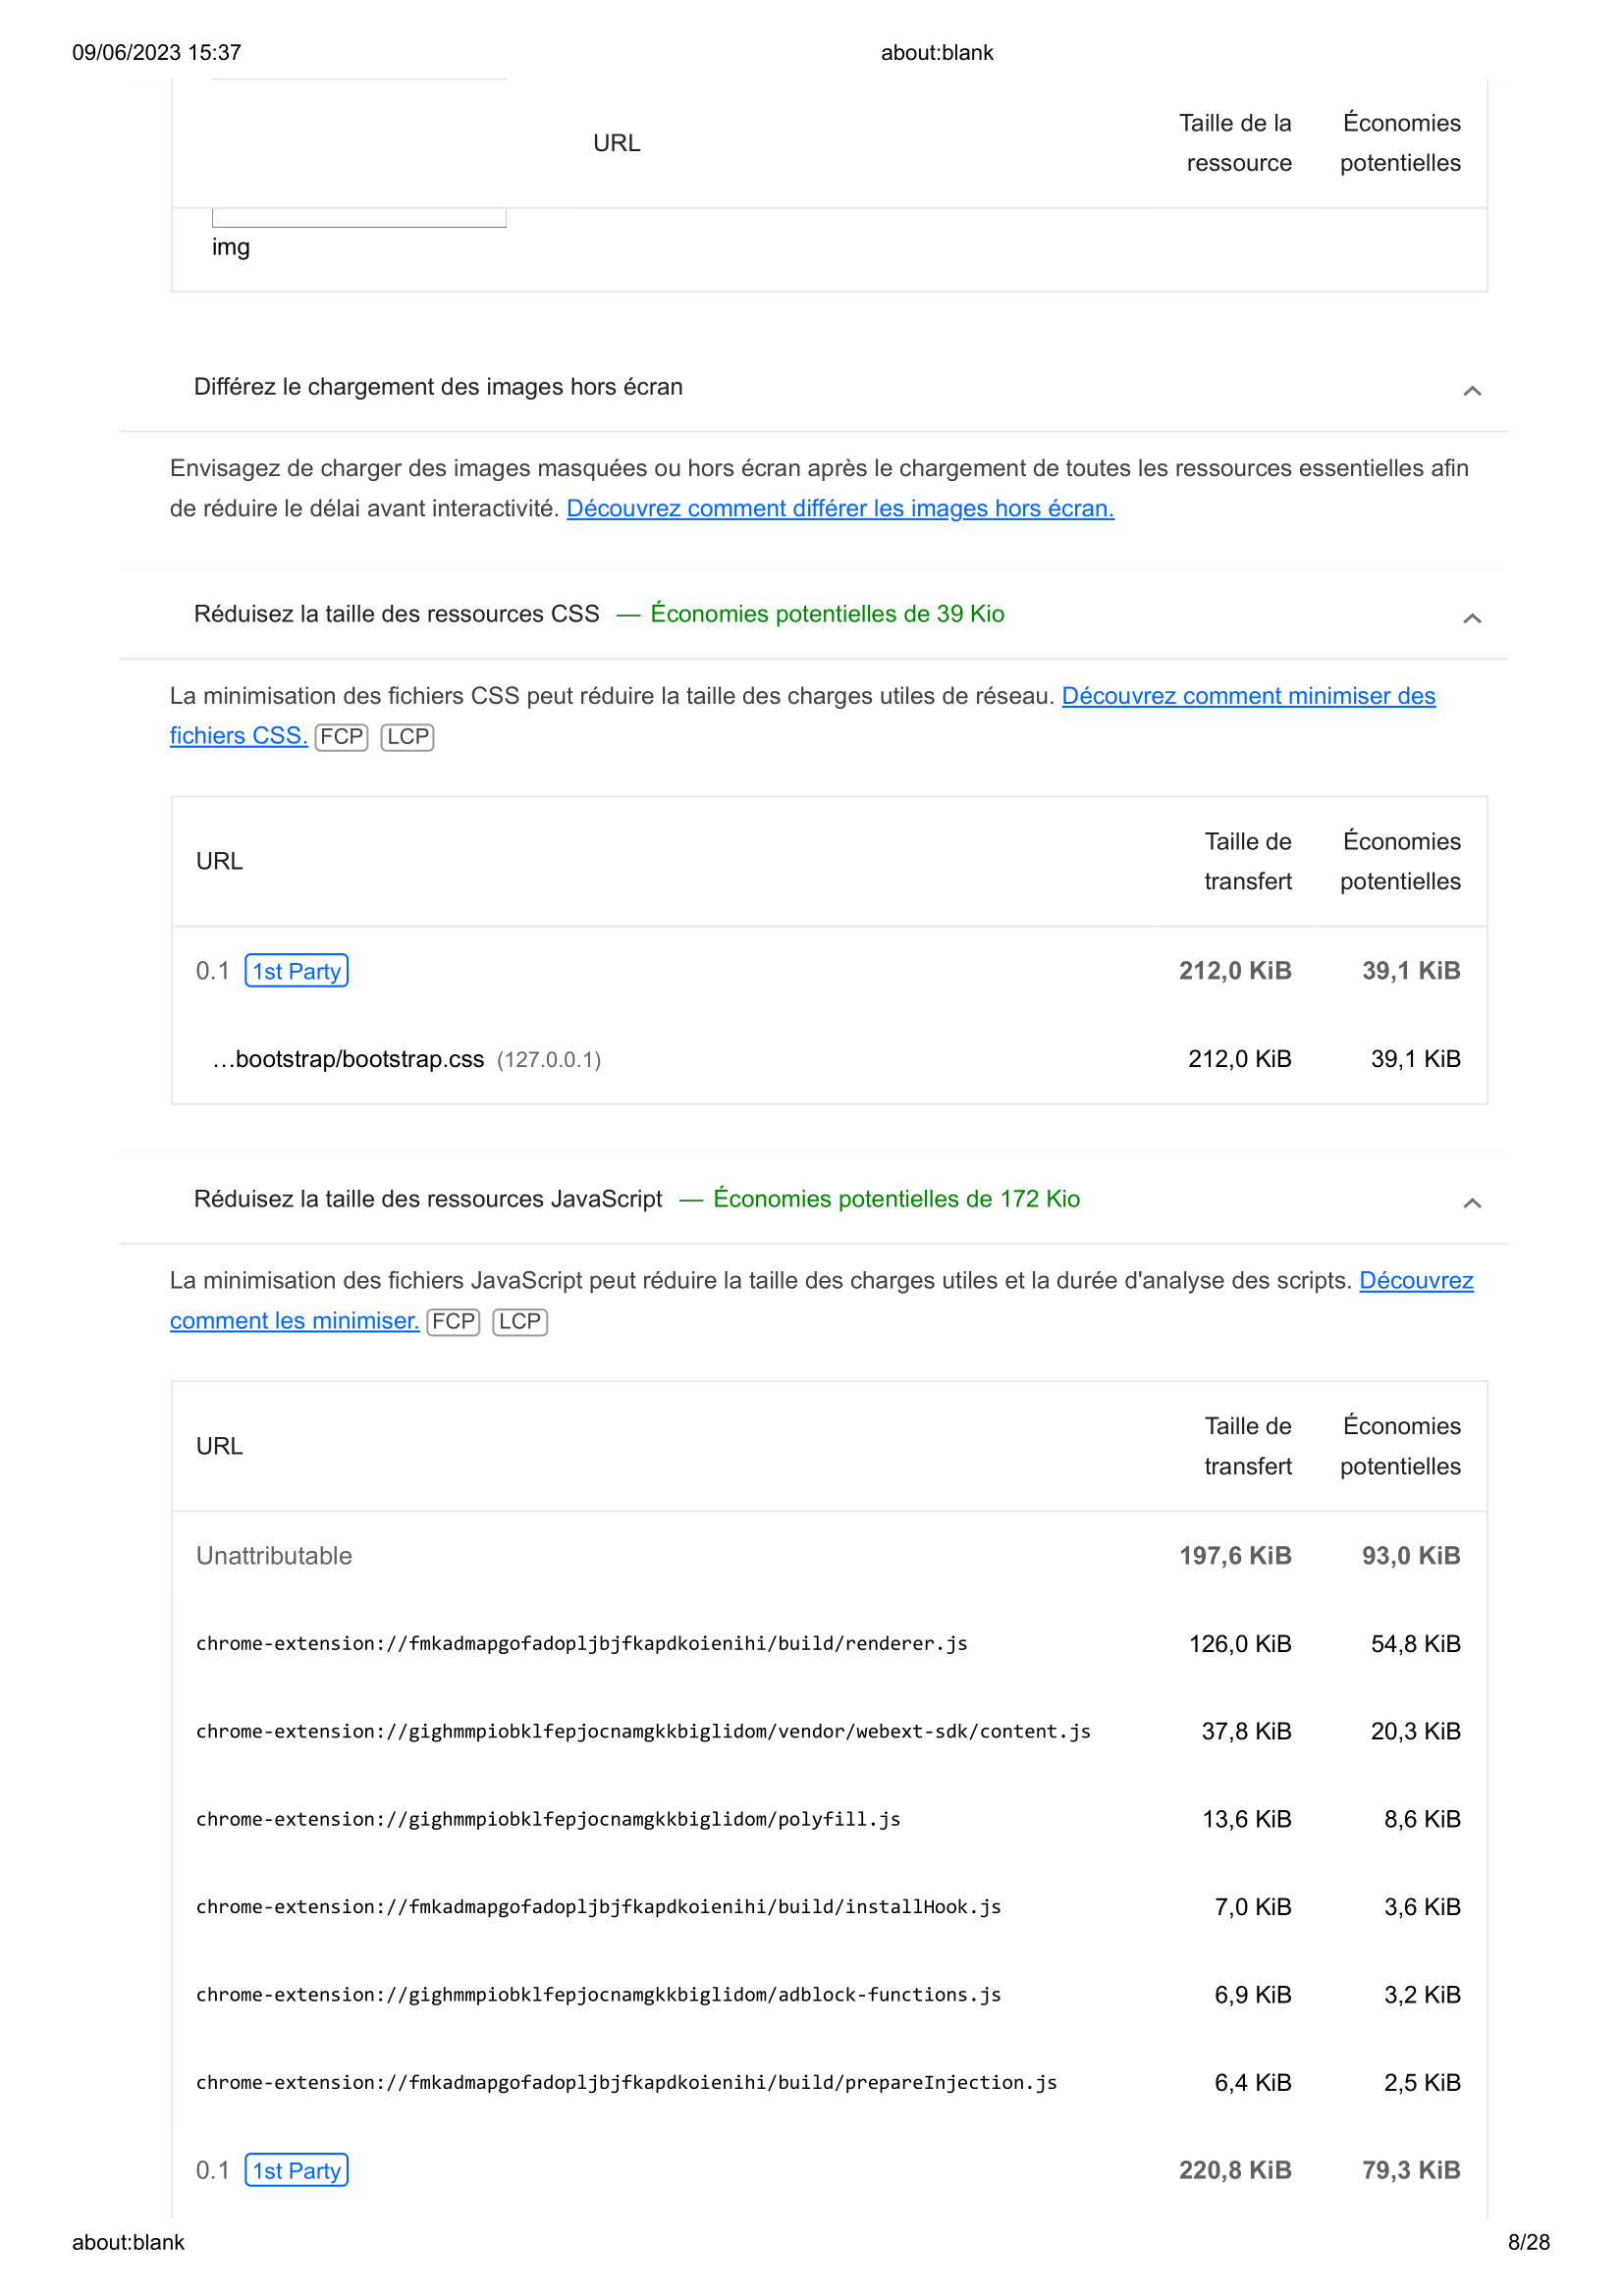 09/06/2023 15:37
about:blank
URL
Taille de la
ressource
Économies
potentielles
img
Différez le chargement des images hors écran
Envisagez de charger des images masquées ou hors écran après le chargement de toutes les ressources essentielles afin
de réduire le délai avant interactivité. Découvrez comment différer les images hors écran.
Réduisez la taille des ressources CSS — Économies potentielles de 39 Kio
La minimisation des fichiers CSS peut réduire la taille des charges utiles de réseau. Découvrez comment minimiser des
fichiers CSS. FCP LCP
URL
Taille de
transfert
Économies
potentielles
0.1 1st Party 212,0 KiB 39,1 KiB
…bootstrap/bootstrap.css (127.0.0.1) 212,0 KiB 39,1 KiB
Réduisez la taille des ressources JavaScript — Économies potentielles de 172 Kio
La minimisation des fichiers JavaScript peut réduire la taille des charges utiles et la durée d'analyse des scripts. Découvrez
comment les minimiser. FCP LCP
URL
Taille de
transfert
Économies
potentielles
Unattributable 197,6 KiB 93,0 KiB
chrome-extension://fmkadmapgofadopljbjfkapdkoienihi/build/renderer.js 126,0 KiB 54,8 KiB
chrome-extension://gighmmpiobklfepjocnamgkkbiglidom/vendor/webext-sdk/content.js 37,8 KiB 20,3 KiB
chrome-extension://gighmmpiobklfepjocnamgkkbiglidom/polyfill.js 13,6 KiB 8,6 KiB
chrome-extension://fmkadmapgofadopljbjfkapdkoienihi/build/installHook.js 7,0 KiB 3,6 KiB
chrome-extension://gighmmpiobklfepjocnamgkkbiglidom/adblock-functions.js 6,9 KiB 3,2 KiB
chrome-extension://fmkadmapgofadopljbjfkapdkoienihi/build/prepareInjection.js 6,4 KiB 2,5 KiB
0.1 1st Party 220,8 KiB 79,3 KiB
about:blank
8/28